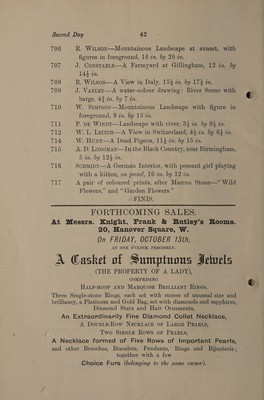 Second Day 42
706 R. Wilson—Mountainous Landscape at sunset, with
figures in foreground, 16 in. by 20 in.
707 J. Constable—A Farmyard at Gillingham, 12 in. by
14½ in.
708 R. Wilson—A View in Italy, 13½ in. by 17½ in.
709 J. Varley—A water-colour drawing: River Scene with
barge, 4¾ in. by 7 in.
710 W. Simpson—Mountainous Landscape with figure in
foreground, 9 in. by 13 in.
711 P. de Windt—Landscape with river, 3½ in. by 9½ in.
712 W. L. Leitch—A View in Switzerland, 4½ in. by 6½ in.
714 W. Hunt—A Dead Pigeon, 11½ in. by 15 in.
715 A. D. Longman—In the Black Country, near Birmingham,
5 in. by 12½ in.
716 Schmidt—A German Interior, with peasant girl playing
with a kitten, on panel, 16 in. by 12 in.
717 A pair of coloured prints, after Marcus Stone—"Wild
Flowers," and "Garden Flowers"
FINIS.
FORTHCOMING SALES.
At Messrs. Knight, Frank & Rutley's Rooms.
20, Hanover Square, W.
On FRIDAY, OCTOBER 13th,
AT ONE O'CLOCK PRECISELY.
A Casket of Sumptuous Jewels
(THE PROPERTY OF A LADY),
COMPRISING
Half-hoop and Marquise Brilliant Rings,
Three Single-stone Rings, each set with stones of unusual size and
brilliancy, a Platinum and Gold Bag, set with diamonds and sapphires,
Diamond Stars and Hair Ornaments,
An Extraordinarily Fine Diamond Collet Necklace,
A Double-Row Necklace of Large Pearls,
Two Single Rows of Pearls,
A Necklace formed of Five Rows of Important Pearls,
and other Brooches, Bracelets, Pendants, Rings and Bijouterie;
together with a few
Choice Furs (belonging to the same owner).